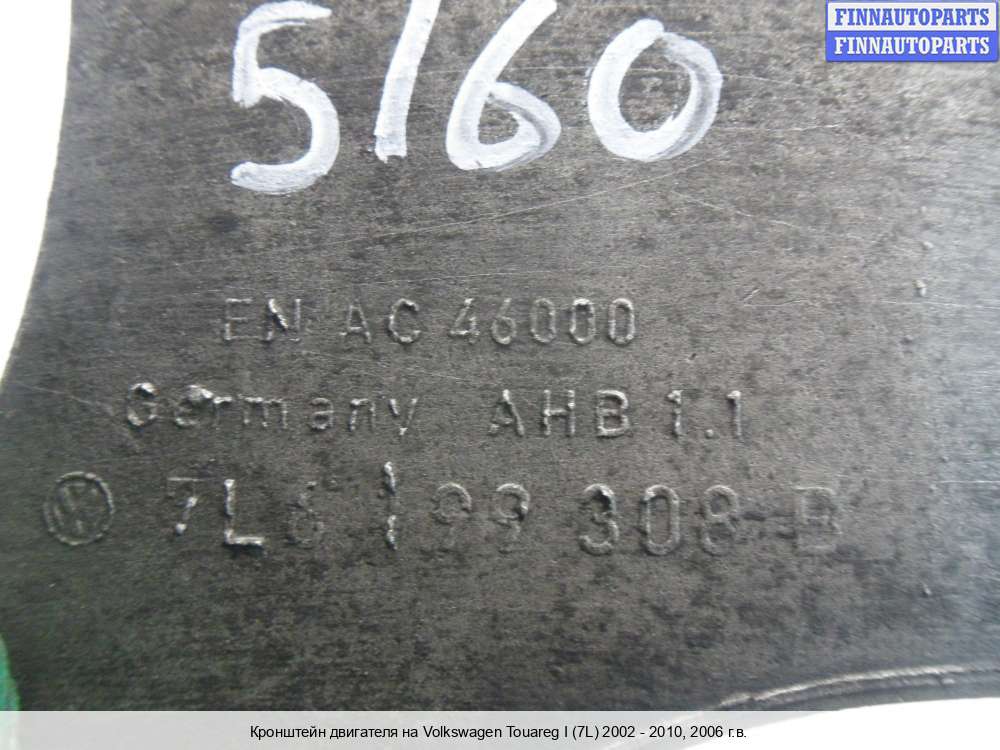 FINNAUTOPARTS
FINNAUTOPARTS
5160
EN AC 46000
Germany AHB 1.1
7L6 199 308 B
Кронштейн двигателя на Volkswagen Touareg I (7L) 2002 - 2010, 2006 г.в.